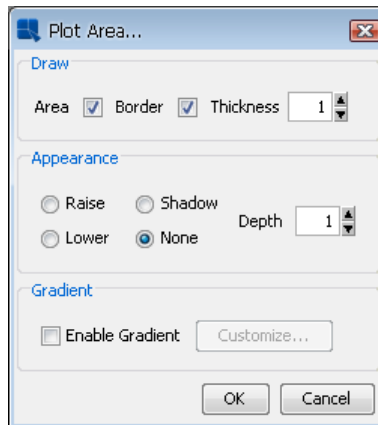 Plot Area...
Draw
Area Border Thickness 1
Appearance
Raise Shadow
Depth 1
Lower None
Gradient
Enable Gradient Customize...
OK Cancel